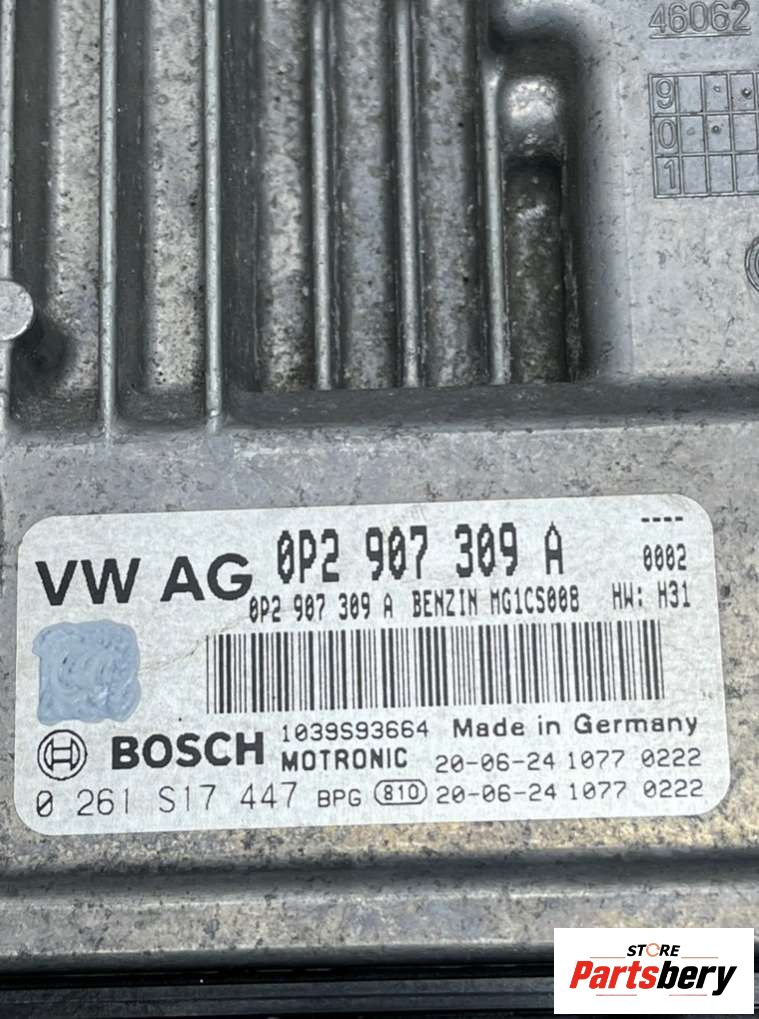 46062
9
0
1
VW AG 0P2 907 309 A ----
0002
0P2 907 309 A BENZIN MG1CS008 HW: H31
BOSCH 1039S93664 Made in Germany
MOTRONIC 20-06-24 1077 0222
0 261 S17 447 BPG 810 20-06-24 1077 0222
STORE
Partsbery